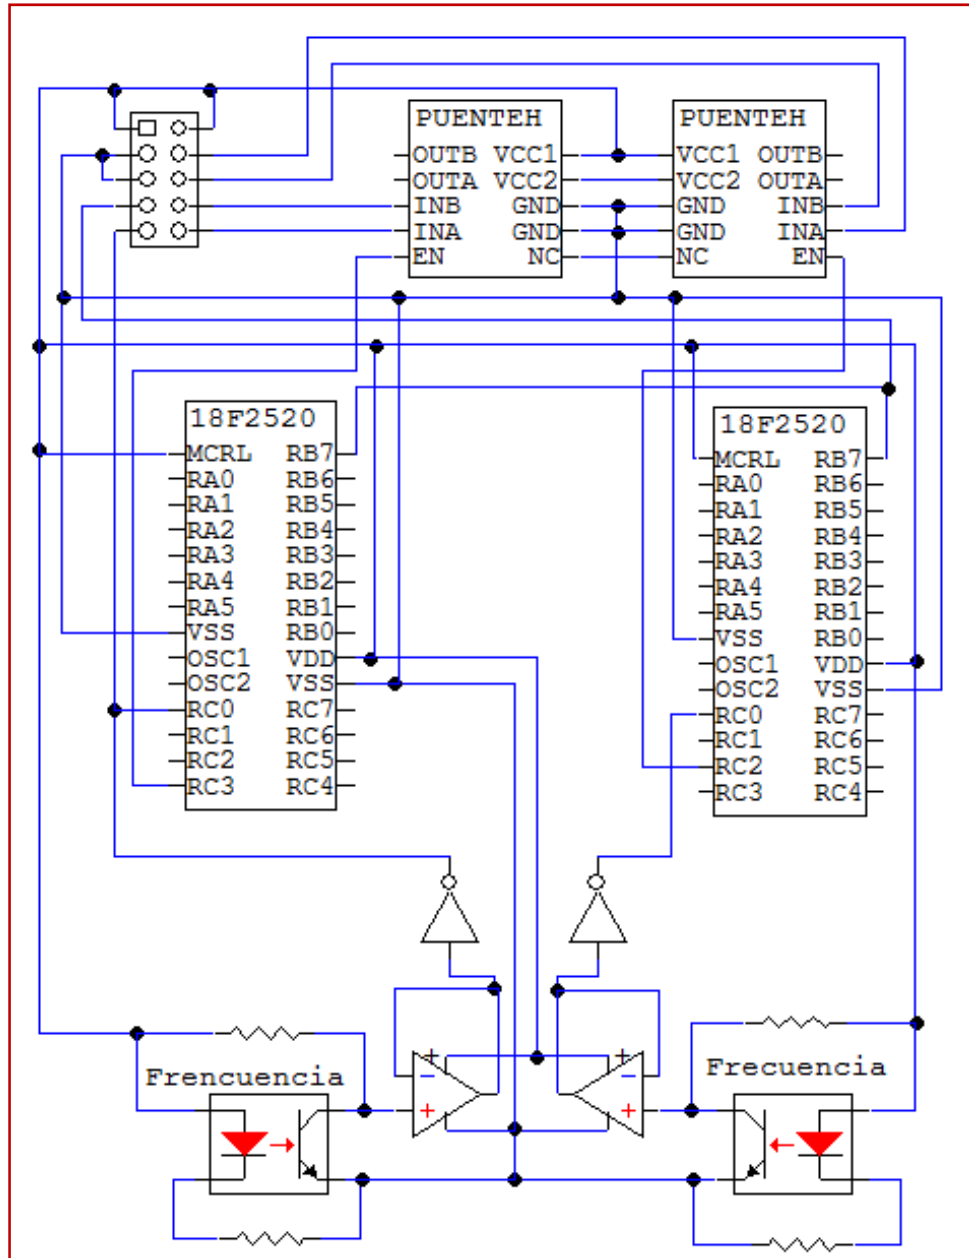 PUENTEH
OUTB VCC1
OUTA VCC2
INB GND
INA GND
EN NC
PUENTEH
VCC1 OUTB
VCC2 OUTA
GND INB
GND INA
NC EN
18F2520
MCRL RB7
RA0 RB6
RA1 RB5
RA2 RB4
RA3 RB3
RA4 RB2
RA5 RB1
VSS RB0
OSC1 VDD
OSC2 VSS
RC0 RC7
RC1 RC6
RC2 RC5
RC3 RC4
18F2520
MCRL RB7
RA0 RB6
RA1 RB5
RA2 RB4
RA3 RB3
RA4 RB2
RA5 RB1
VSS RB0
OSC1 VDD
OSC2 VSS
RC0 RC7
RC1 RC6
RC2 RC5
RC3 RC4
Frencuencia
Frecuencia